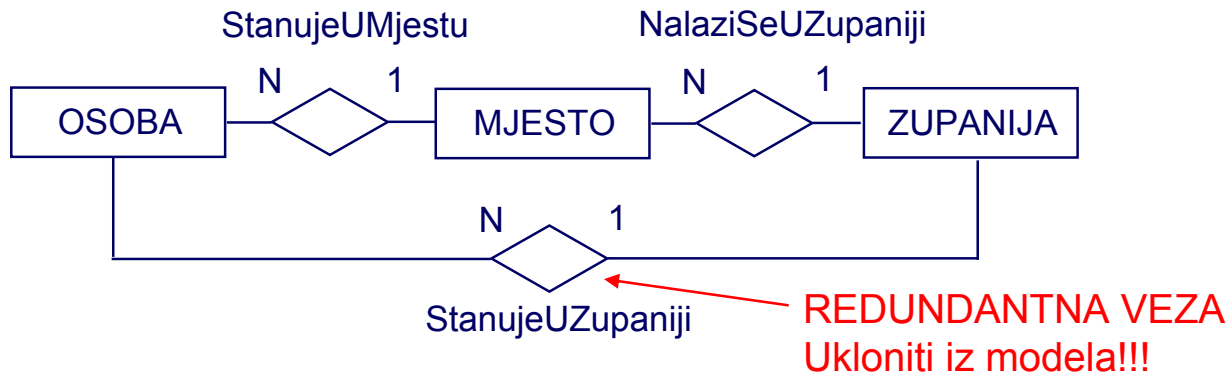 StanujeUMjestu
NalaziSeUZupaniji
N
1
N
1
OSOBA
MJESTO
ZUPANIJA
N
1
StanujeUZupaniji
REDUNDANTNA VEZA
Ukloniti iz modela!!!